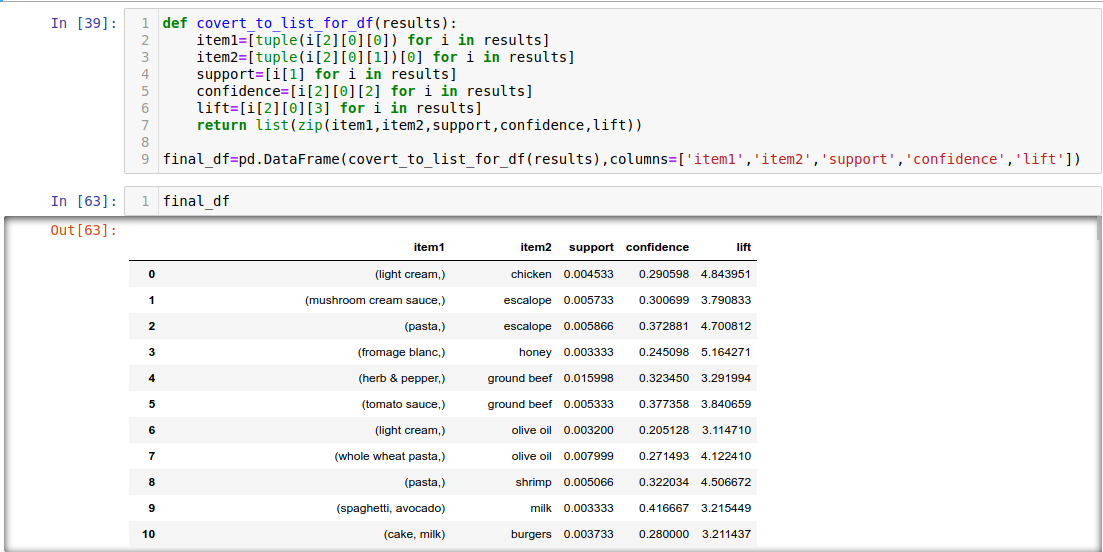 In [39]:
1 def covert_to_list_for_df(results):
2     item1=[tuple(i[2][0][0]) for i in results]
3     item2=[tuple(i[2][0][1])[0] for i in results]
4     support=[i[1] for i in results]
5     confidence=[i[2][0][2] for i in results]
6     lift=[i[2][0][3] for i in results]
7     return list(zip(item1,item2,support,confidence,lift))
8
9 final_df=pd.DataFrame(covert_to_list_for_df(results),columns=['item1','item2','support','confidence','lift'])
In [63]: 1 final_df
Out[63]:
item1 item2 support confidence lift
0 (light cream,) chicken 0.004533 0.290598 4.843951
1 (mushroom cream sauce,) escalope 0.005733 0.300699 3.790833
2 (pasta,) escalope 0.005866 0.372881 4.700812
3 (fromage blanc,) honey 0.003333 0.245098 5.164271
4 (herb & pepper,) ground beef 0.015998 0.323450 3.291994
5 (tomato sauce,) ground beef 0.005333 0.377358 3.840659
6 (light cream,) olive oil 0.003200 0.205128 3.114710
7 (whole wheat pasta,) olive oil 0.007999 0.271493 4.122410
8 (pasta,) shrimp 0.005066 0.322034 4.506672
9 (spaghetti, avocado) milk 0.003333 0.416667 3.215449
10 (cake, milk) burgers 0.003733 0.280000 3.211437